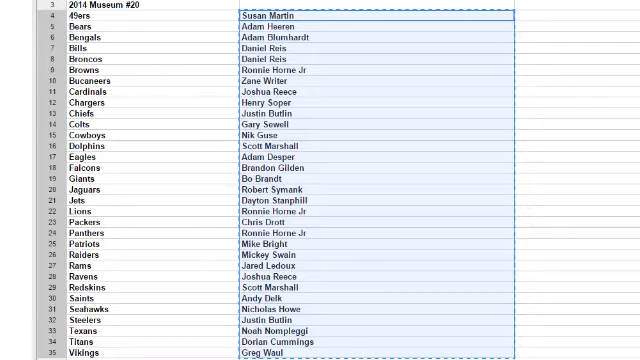 3 2014 Museum #20
4 49ers Susan Martin
5 Bears Adam Heeren
6 Bengals Adam Blumhardt
7 Bills Daniel Reis
8 Broncos Daniel Reis
9 Browns Ronnie Horne Jr
10 Bucaneers Zane Writer
11 Cardinals Joshua Reece
12 Chargers Henry Soper
13 Chiefs Justin Butlin
14 Colts Gary Sewell
15 Cowboys Nik Guse
16 Dolphins Scott Marshall
17 Eagles Adam Desper
18 Falcons Brandon Gilden
19 Giants Bo Brandt
20 Jaguars Robert Symank
21 Jets Dayton Stanphill
22 Lions Ronnie Horne Jr
23 Packers Chris Drott
24 Panthers Ronnie Horne Jr
25 Patriots Mike Bright
26 Raiders Mickey Swain
27 Rams Jared Ledoux
28 Ravens Joshua Reece
29 Redskins Scott Marshall
30 Saints Andy Delk
31 Seahawks Nicholas Howe
32 Steelers Justin Butlin
33 Texans Noah Nompleggi
34 Titans Dorian Cummings
35 Vikings Greg Waul